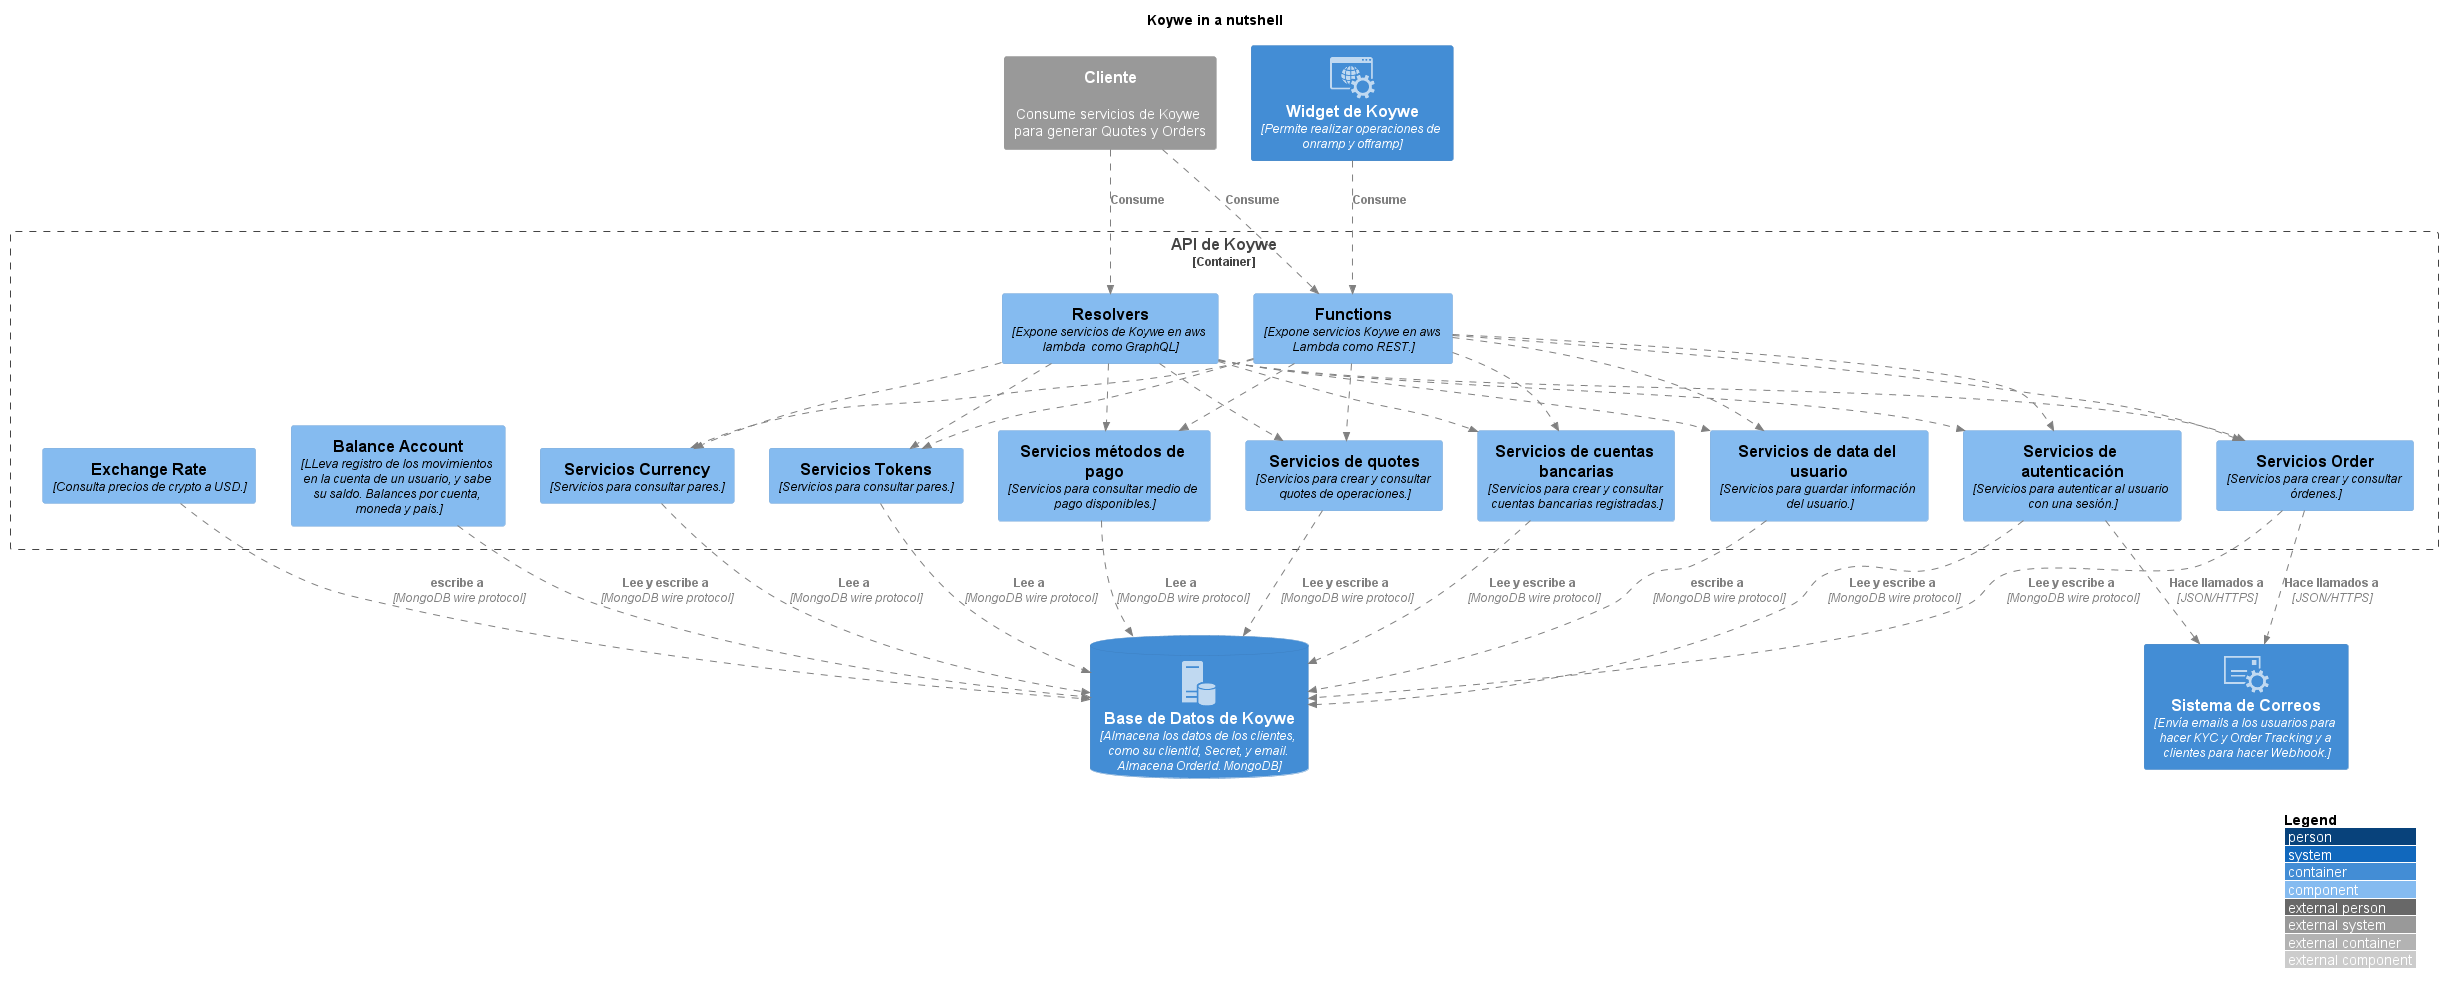 Koywe in a nutshell
Cliente
Consume servicios de Koywe
para generar Quotes y Orders
Widget de Koywe
[Permite realizar operaciones de
onramp y offramp]
Consume
Consume
Consume
API de Koywe
[Container]
Resolvers
[Expone servicios de Koywe en aws
lambda como GraphQL]
Functions
[Expone servicios Koywe en aws
Lambda como REST.]
Exchange Rate
[Consulta precios de crypto a USD.]
Balance Account
[LLeva registro de los movimientos
en la cuenta de un usuario, y sabe
su saldo. Balances por cuenta,
moneda y pais.]
Servicios Currency
[Servicios para consultar pares.]
Servicios Tokens
[Servicios para consultar pares.]
Servicios métodos de
pago
[Servicios para consultar medio de
pago disponibles.]
Servicios de quotes
[Servicios para crear y consultar
quotes de operaciones.]
Servicios de cuentas
bancarias
[Servicios para crear y consultar
cuentas bancarias registradas.]
Servicios de data del
usuario
[Servicios para guardar información
del usuario.]
Servicios de
autenticación
[Servicios para autenticar al usuario
con una sesión.]
Servicios Order
[Servicios para crear y consultar
órdenes.]
escribe a
[MongoDB wire protocol]
Lee y escribe a
[MongoDB wire protocol]
Lee a
[MongoDB wire protocol]
Lee a
[MongoDB wire protocol]
Lee a
[MongoDB wire protocol]
Lee y escribe a
[MongoDB wire protocol]
Lee y escribe a
[MongoDB wire protocol]
escribe a
[MongoDB wire protocol]
Lee y escribe a
[MongoDB wire protocol]
Lee y escribe a
[MongoDB wire protocol]
Hace llamados a
[JSON/HTTPS]
Hace llamados a
[JSON/HTTPS]
Base de Datos de Koywe
[Almacena los datos de los clientes,
como su clientId, Secret, y email.
Almacena OrderId. MongoDB]
Sistema de Correos
[Envía emails a los usuarios para
hacer KYC y Order Tracking y a
clientes para hacer Webhook.]
Legend
person
system
container
component
external person
external system
external container
external component